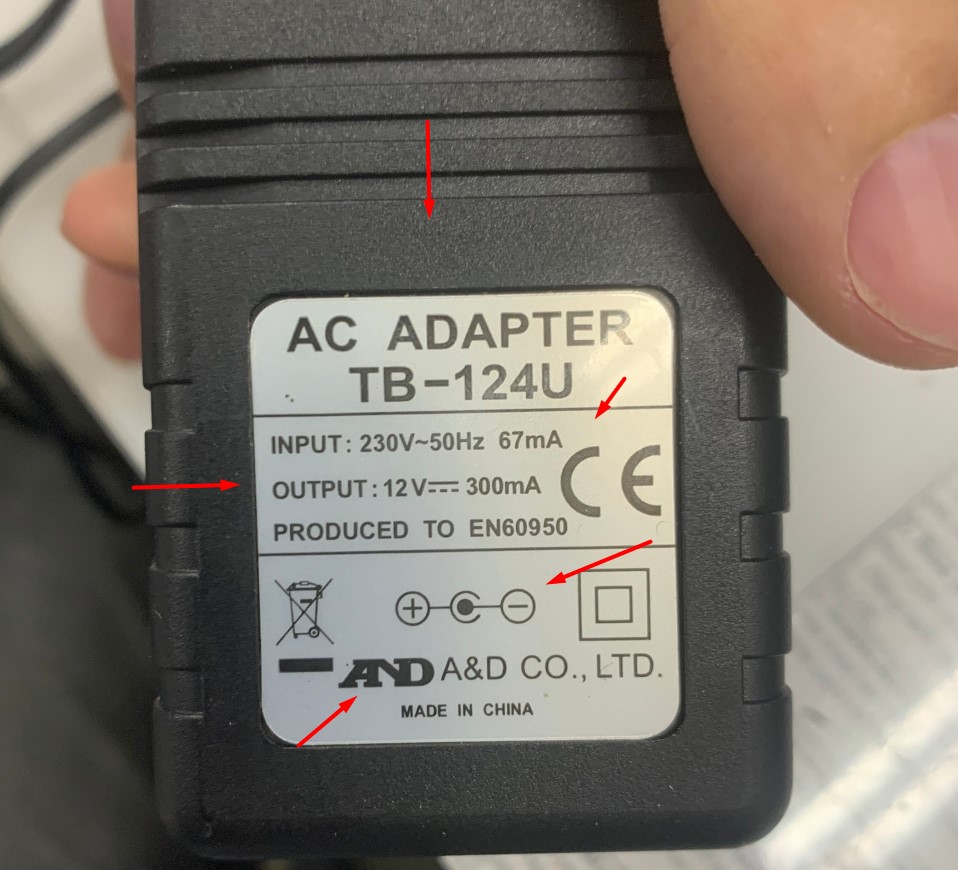 AC ADAPTER
TB-124U
INPUT: 230V~50Hz 67mA
OUTPUT: 12V⎓ 300mA
CE
PRODUCED TO EN60950
AND A&D CO., LTD.
MADE IN CHINA